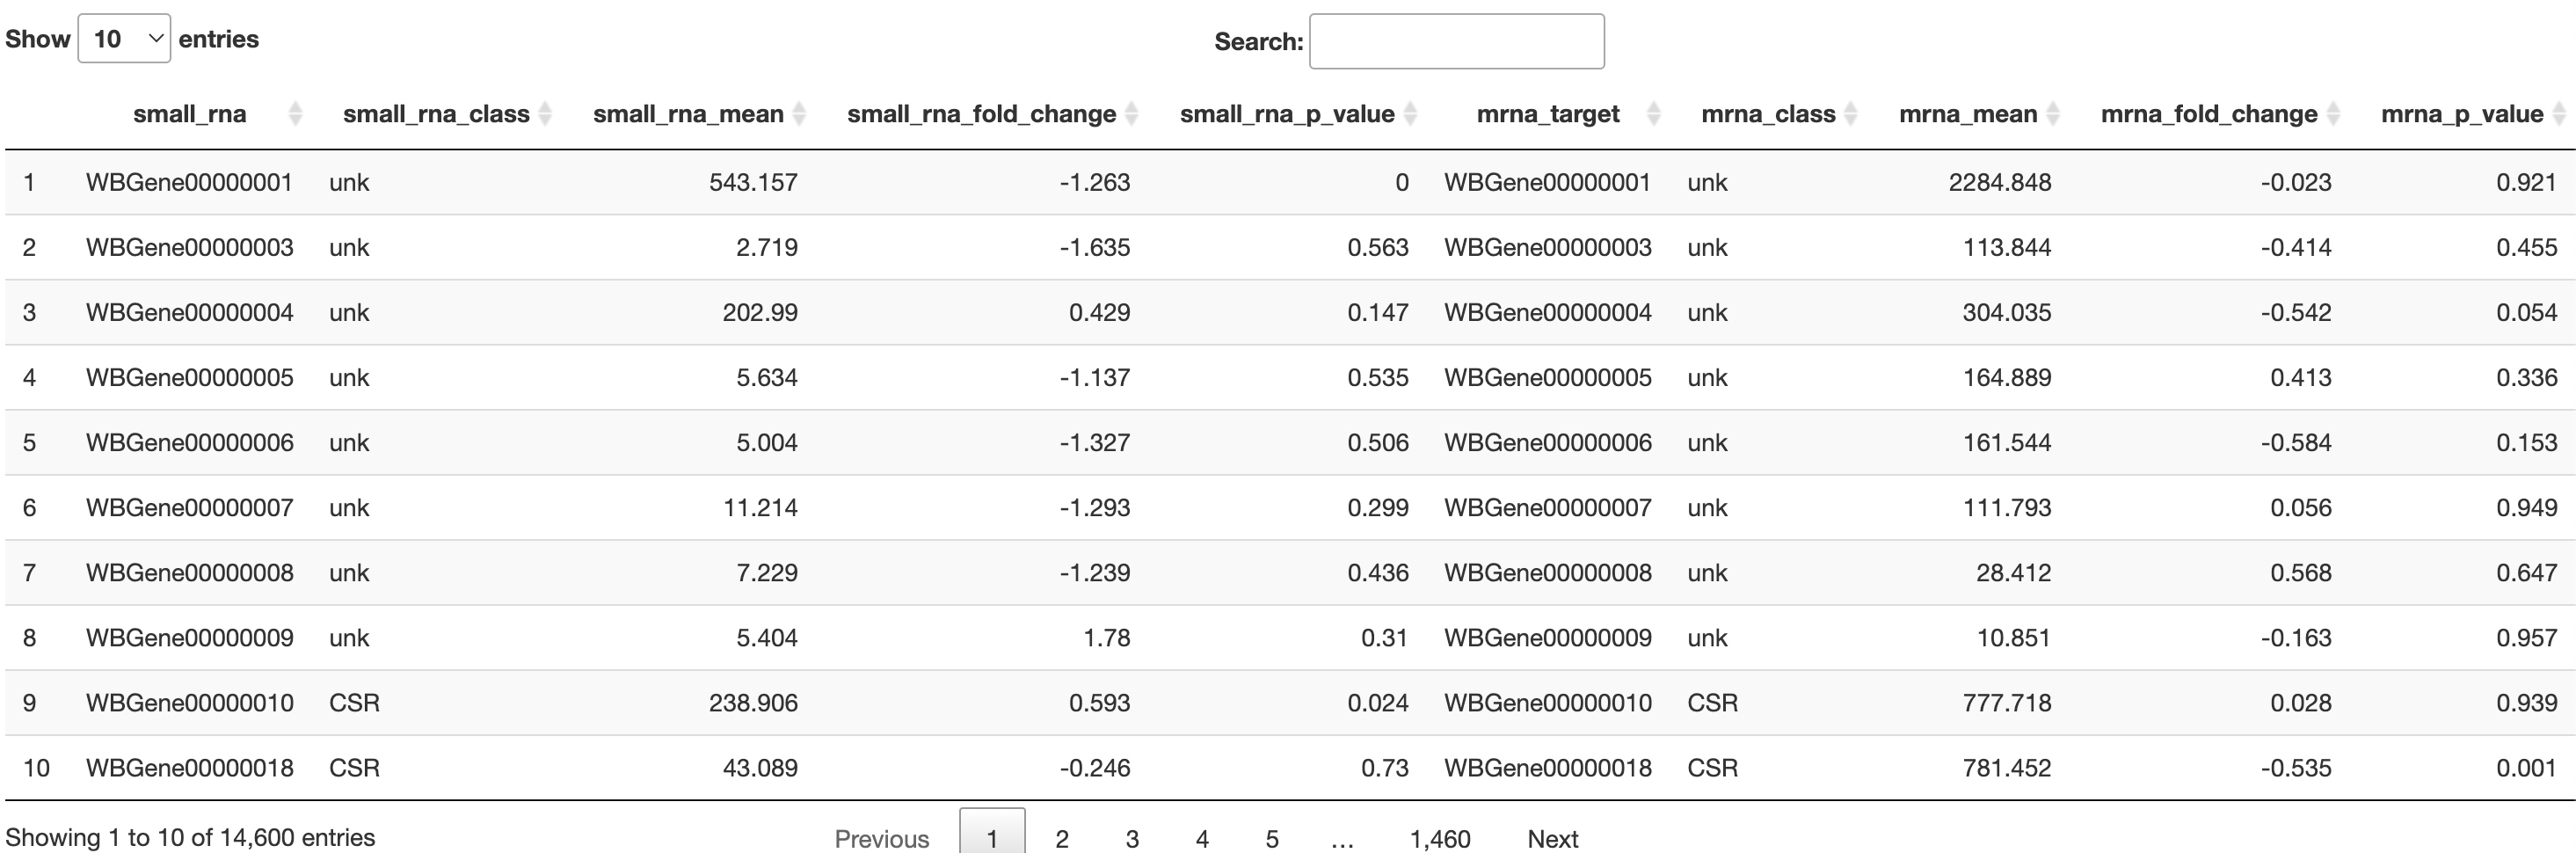 Show 10 entries Search:
small_rna small_rna_class small_rna_mean small_rna_fold_change small_rna_p_value mrna_target mrna_class mrna_mean mrna_fold_change mrna_p_value
1 WBGene00000001 unk 543.157 -1.263 0 WBGene00000001 unk 2284.848 -0.023 0.921
2 WBGene00000003 unk 2.719 -1.635 0.563 WBGene00000003 unk 113.844 -0.414 0.455
3 WBGene00000004 unk 202.99 0.429 0.147 WBGene00000004 unk 304.035 -0.542 0.054
4 WBGene00000005 unk 5.634 -1.137 0.535 WBGene00000005 unk 164.889 0.413 0.336
5 WBGene00000006 unk 5.004 -1.327 0.506 WBGene00000006 unk 161.544 -0.584 0.153
6 WBGene00000007 unk 11.214 -1.293 0.299 WBGene00000007 unk 111.793 0.056 0.949
7 WBGene00000008 unk 7.229 -1.239 0.436 WBGene00000008 unk 28.412 0.568 0.647
8 WBGene00000009 unk 5.404 1.78 0.31 WBGene00000009 unk 10.851 -0.163 0.957
9 WBGene00000010 CSR 238.906 0.593 0.024 WBGene00000010 CSR 777.718 0.028 0.939
10 WBGene00000018 CSR 43.089 -0.246 0.73 WBGene00000018 CSR 781.452 -0.535 0.001
Showing 1 to 10 of 14,600 entries Previous 1 2 3 4 5 … 1,460 Next